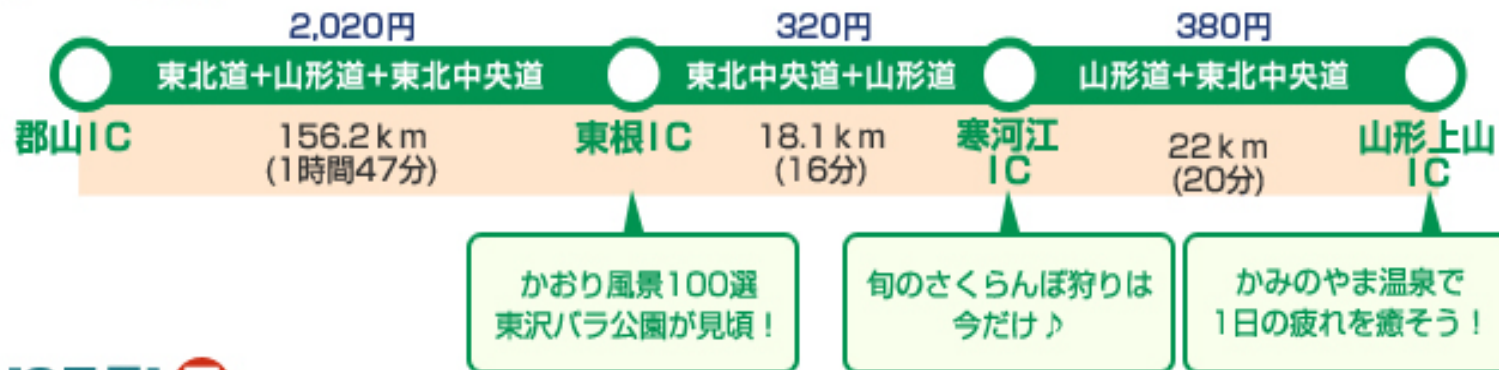 2,020円
320円
380円
東北道+山形道+東北中央道
東北中央道+山形道
山形道+東北中央道
郡山IC
156.2km
(1時間47分)
東根IC
18.1km
(16分)
寒河江
IC
22km
(20分)
山形上山
IC
かおり風景100選
東沢バラ公園が見頃！
旬のさくらんぼ狩りは
今だけ♪
かみのやま温泉で
1日の疲れを癒そう！